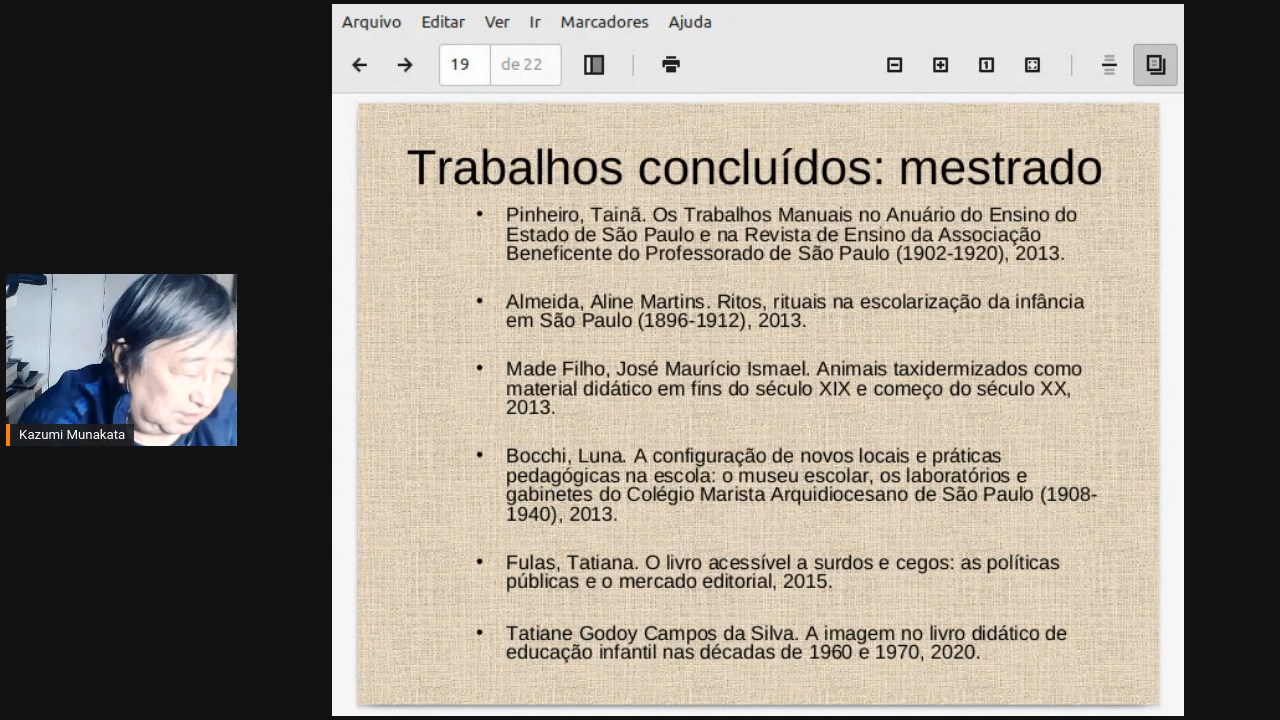 Arquivo Editar Ver Ir Marcadores Ajuda
19 de 22
1
Trabalhos concluídos: mestrado
• Pinheiro, Tainã. Os Trabalhos Manuais no Anuário do Ensino do
Estado de São Paulo e na Revista de Ensino da Associação
Beneficente do Professorado de São Paulo (1902-1920), 2013.
• Almeida, Aline Martins. Ritos, rituais na escolarização da infância
em São Paulo (1896-1912), 2013.
• Made Filho, José Maurício Ismael. Animais taxidermizados como
material didático em fins do século XIX e começo do século XX,
2013.
• Bocchi, Luna. A configuração de novos locais e práticas
pedagógicas na escola: o museu escolar, os laboratórios e
gabinetes do Colégio Marista Arquidiocesano de São Paulo (1908-
1940), 2013.
• Fulas, Tatiana. O livro acessível a surdos e cegos: as políticas
públicas e o mercado editorial, 2015.
• Tatiane Godoy Campos da Silva. A imagem no livro didático de
educação infantil nas décadas de 1960 e 1970, 2020.
Kazumi Munakata